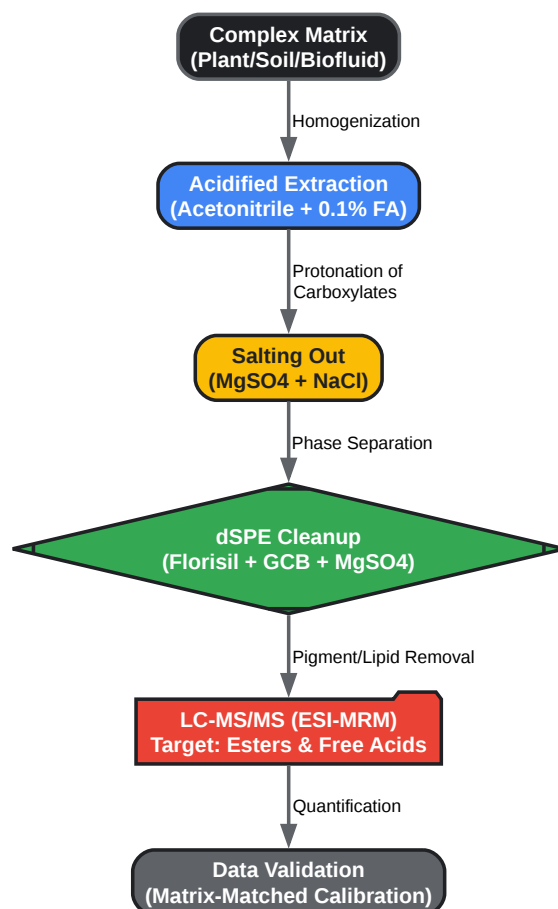 Complex Matrix
(Plant/Soil/Biofluid)
Homogenization
Acidified Extraction
(Acetonitrile + 0.1% FA)
Protonation of
Carboxylates
Salting Out
(MgSO4 + NaCl)
Phase Separation
dSPE Cleanup
(Florisil + GCB + MgSO4)
Pigment/Lipid Removal
LC-MS/MS (ESI-MRM)
Target: Esters & Free Acids
Quantification
Data Validation
(Matrix-Matched Calibration)